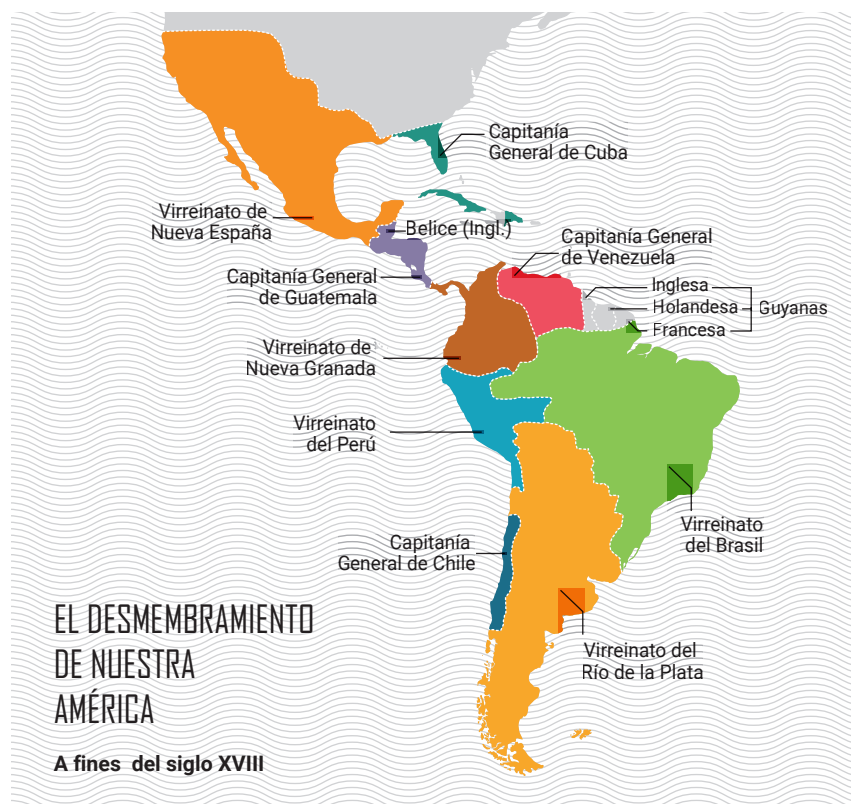 Capitanía
General de Cuba
Virreinato de
Nueva España
Belice (Ingl.)
Capitanía General
de Venezuela
Capitanía General
de Guatemala
Inglesa
Holandesa
Francesa
Guyanas
Virreinato de
Nueva Granada
Virreinato
del Perú
Virreinato
del Brasil
Capitanía
General de Chile
Virreinato del
Río de la Plata
EL DESMEMBRAMIENTO
DE NUESTRA
AMÉRICA
A fines del siglo XVIII